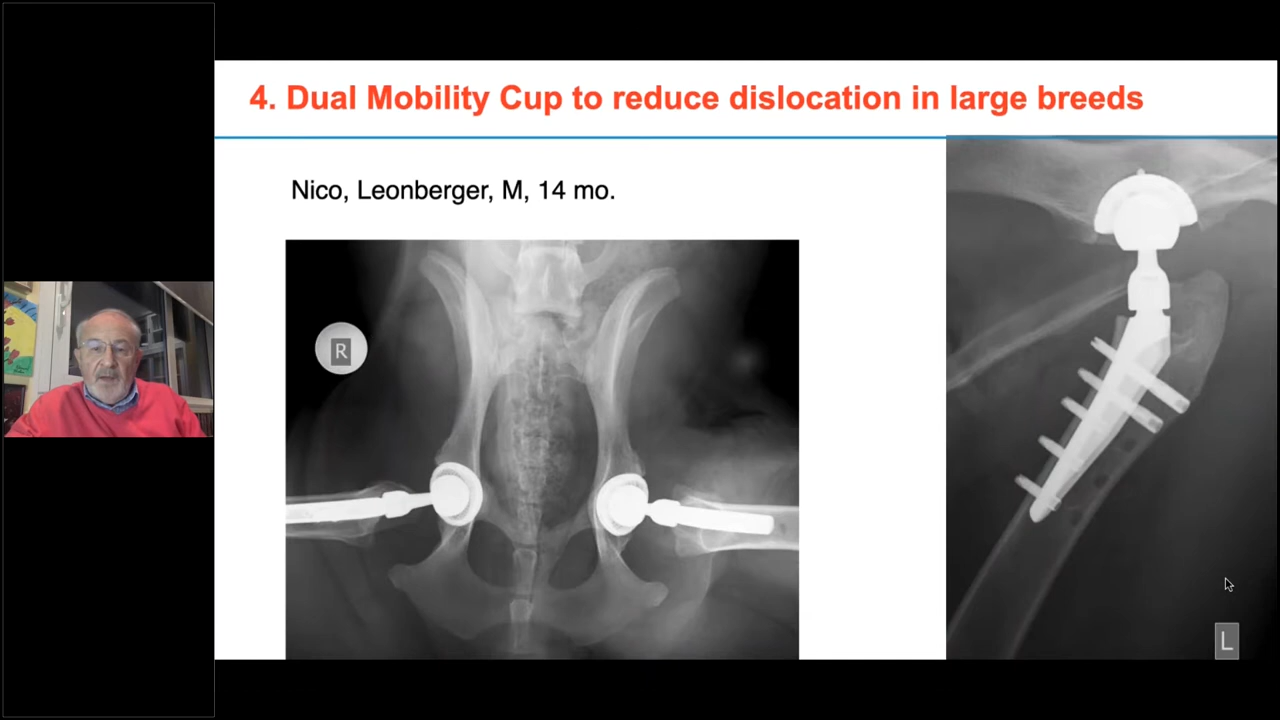 4. Dual Mobility Cup to reduce dislocation in large breeds
Nico, Leonberger, M, 14 mo.
R
L